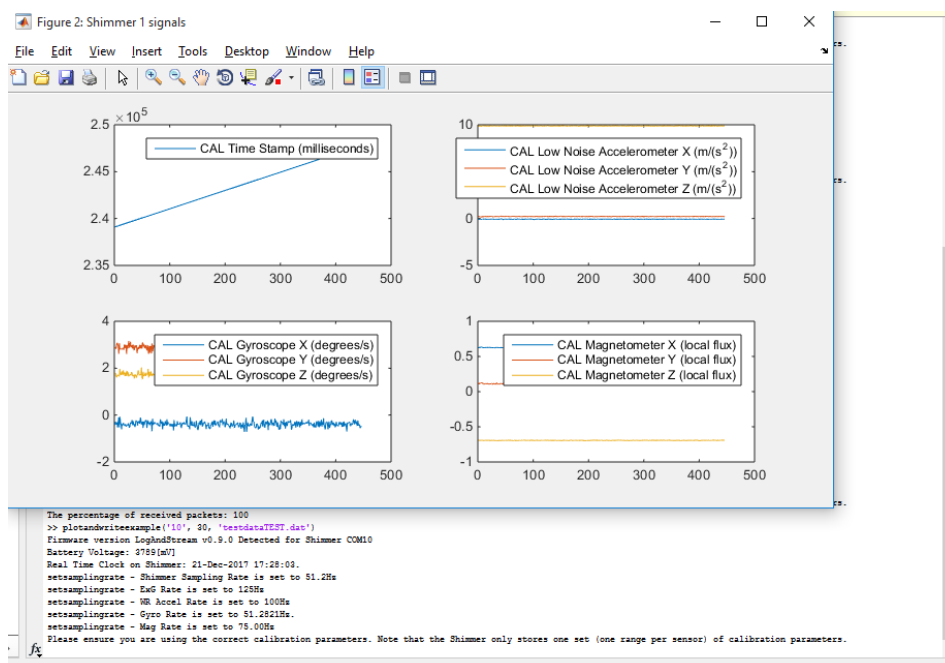 Figure 2: Shimmer 1 signals
File Edit View Insert Tools Desktop Window Help
× 10^5
2.5
2.45
2.4
2.35
0 100 200 300 400 500
CAL Time Stamp (milliseconds)
10
0
-5
0 100 200 300 400 500
CAL Low Noise Accelerometer X (m/(s^2))
CAL Low Noise Accelerometer Y (m/(s^2))
CAL Low Noise Accelerometer Z (m/(s^2))
4
2
0
-2
0 100 200 300 400 500
CAL Gyroscope X (degrees/s)
CAL Gyroscope Y (degrees/s)
CAL Gyroscope Z (degrees/s)
1
0.5
0
-0.5
-1
0 100 200 300 400 500
CAL Magnetometer X (local flux)
CAL Magnetometer Y (local flux)
CAL Magnetometer Z (local flux)
rs.
rs.
rs.
The percentage of received packets: 100
>> plotandwriteexample('10', 30, 'testdataTEST.dat')
Firmware version LogAndStream v0.9.0 Detected for Shimmer COM10
Battery Voltage: 3789[mV]
Real Time Clock on Shimmer: 21-Dec-2017 17:28:03.
setsamplingrate - Shimmer Sampling Rate is set to 51.2Hz
setsamplingrate - ExG Rate is set to 125Hz
setsamplingrate - WR Accel Rate is set to 100Hz
setsamplingrate - Gyro Rate is set to 51.2821Hz.
setsamplingrate - Mag Rate is set to 75.00Hz
Please ensure you are using the correct calibration parameters. Note that the Shimmer only stores one set (one range per sensor) of calibration parameters.
fx